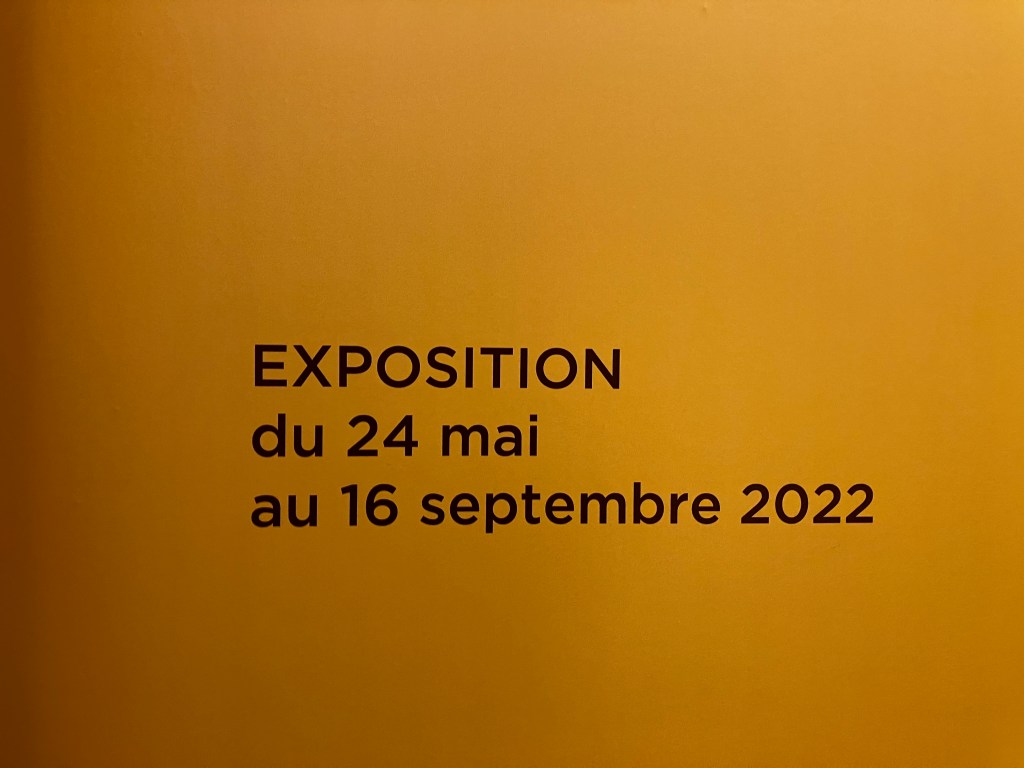 EXPOSITION
du 24 mai
au 16 septembre 2022